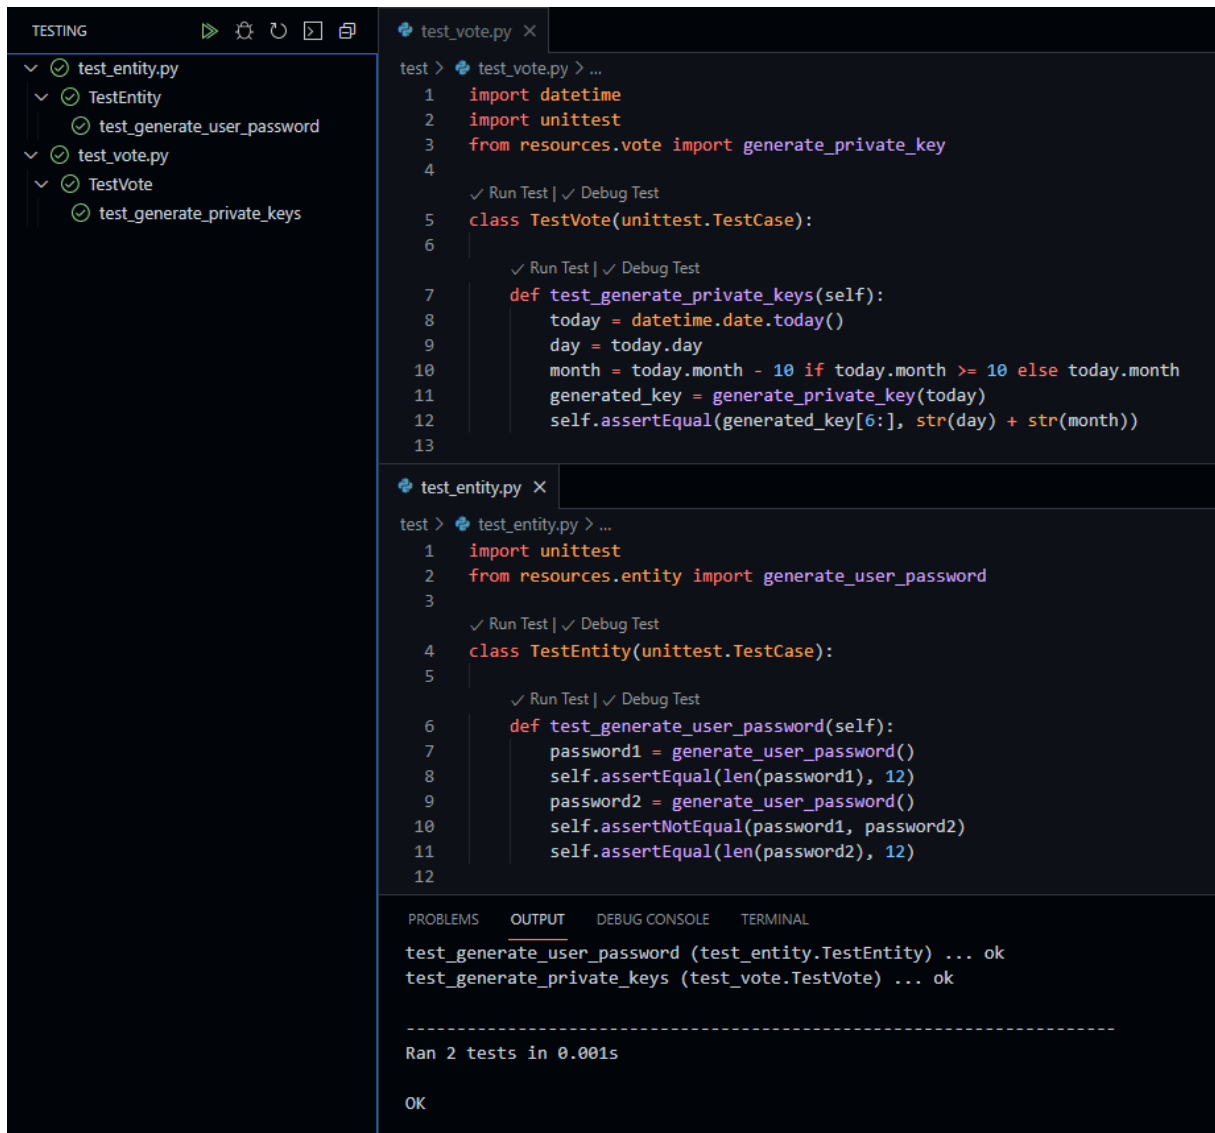 TESTING
test_entity.py
TestEntity
test_generate_user_password
test_vote.py
TestVote
test_generate_private_keys
test_vote.py
test > test_vote.py > ...
1 import datetime
2 import unittest
3 from resources.vote import generate_private_key
4
Run Test | Debug Test
5 class TestVote(unittest.TestCase):
6
Run Test | Debug Test
7 def test_generate_private_keys(self):
8 today = datetime.date.today()
9 day = today.day
10 month = today.month - 10 if today.month >= 10 else today.month
11 generated_key = generate_private_key(today)
12 self.assertEqual(generated_key[6:], str(day) + str(month))
13
test_entity.py
test > test_entity.py > ...
1 import unittest
2 from resources.entity import generate_user_password
3
Run Test | Debug Test
4 class TestEntity(unittest.TestCase):
5
Run Test | Debug Test
6 def test_generate_user_password(self):
7 password1 = generate_user_password()
8 self.assertEqual(len(password1), 12)
9 password2 = generate_user_password()
10 self.assertNotEqual(password1, password2)
11 self.assertEqual(len(password2), 12)
12
PROBLEMS OUTPUT DEBUG CONSOLE TERMINAL
test_generate_user_password (test_entity.TestEntity) ... ok
test_generate_private_keys (test_vote.TestVote) ... ok
----------------------------------------------------------------------
Ran 2 tests in 0.001s
OK